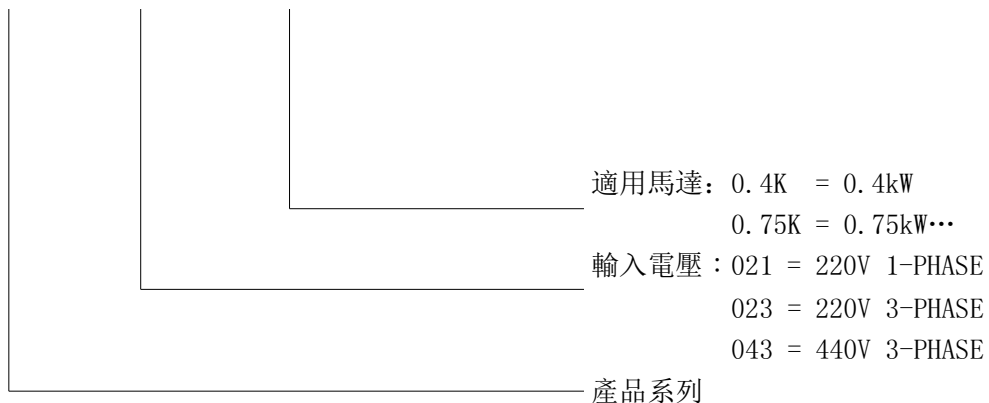 適用馬達：0.4K = 0.4kW
0.75K = 0.75kW…
輸入電壓：021 = 220V 1-PHASE
023 = 220V 3-PHASE
043 = 440V 3-PHASE
產品系列